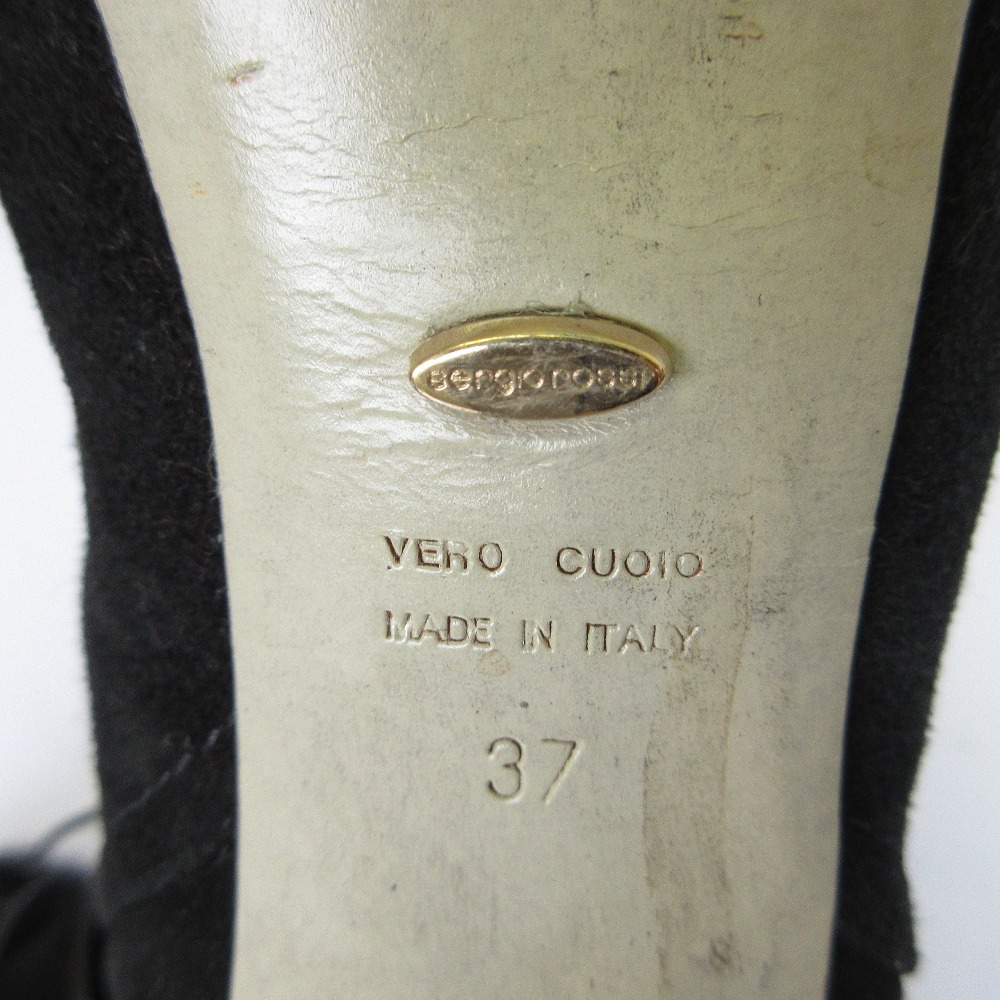 sergio rossi
VERO CUOIO
MADE IN ITALY
37